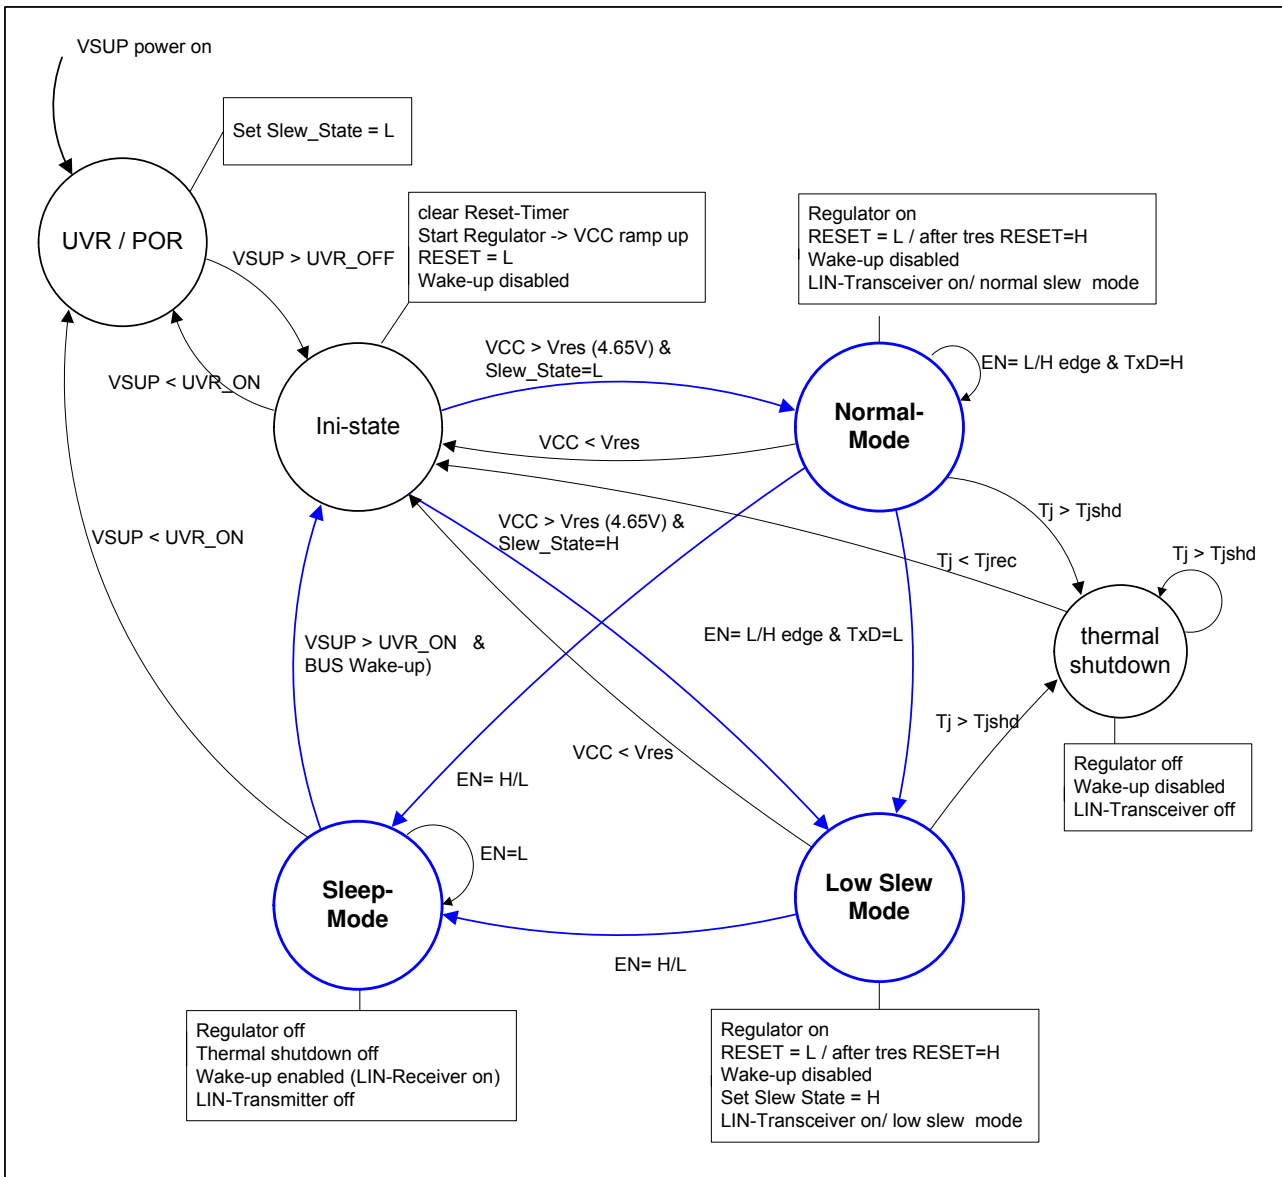 VSUP power on
Set Slew_State = L
UVR / POR
VSUP > UVR_OFF
clear Reset-Timer
Start Regulator -> VCC ramp up
RESET = L
Wake-up disabled
Regulator on
RESET = L / after tres RESET=H
Wake-up disabled
LIN-Transceiver on/ normal slew  mode
VSUP < UVR_ON
Ini-state
VCC > Vres (4.65V) &
Slew_State=L
EN= L/H edge & TxD=H
Normal-
Mode
VCC < Vres
VSUP < UVR_ON
VCC > Vres (4.65V) &
Slew_State=H
Tj > Tjshd
Tj < Tjrec
Tj > Tjshd
VSUP > UVR_ON   &
BUS Wake-up)
EN= L/H edge & TxD=L
thermal
shutdown
VCC < Vres
EN= H/L
Tj > Tjshd
Regulator off
Wake-up disabled
LIN-Transceiver off
EN=L
Sleep-
Mode
Low Slew
Mode
EN= H/L
Regulator off
Thermal shutdown off
Wake-up enabled (LIN-Receiver on)
LIN-Transmitter off
Regulator on
RESET = L / after tres RESET=H
Wake-up disabled
Set Slew State = H
LIN-Transceiver on/ low slew  mode